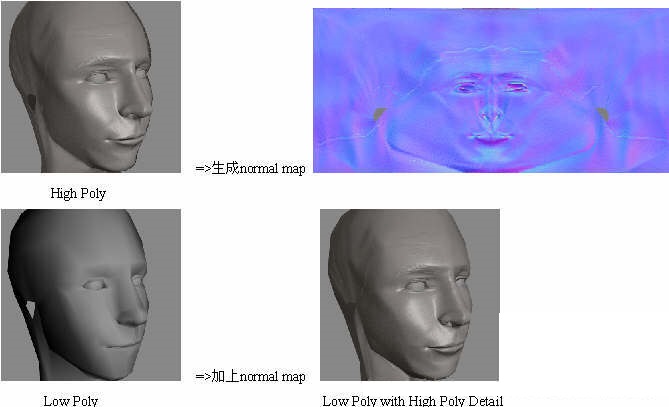 =>生成normal map
High Poly
=>加上normal map
Low Poly
Low Poly with High Poly Detail